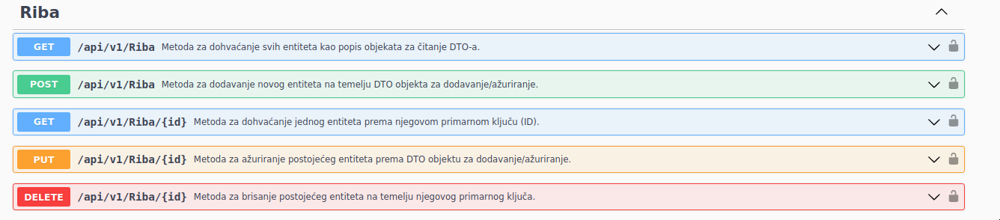 Riba
GET /api/v1/Riba Metoda za dohvaćanje svih entiteta kao popis objekata za čitanje DTO-a.
POST /api/v1/Riba Metoda za dodavanje novog entiteta na temelju DTO objekta za dodavanje/ažuriranje.
GET /api/v1/Riba/{id} Metoda za dohvaćanje jednog entiteta prema njegovom primarnom ključu (ID).
PUT /api/v1/Riba/{id} Metoda za ažuriranje postojećeg entiteta prema DTO objektu za dodavanje/ažuriranje.
DELETE /api/v1/Riba/{id} Metoda za brisanje postojećeg entiteta na temelju njegovog primarnog ključa.